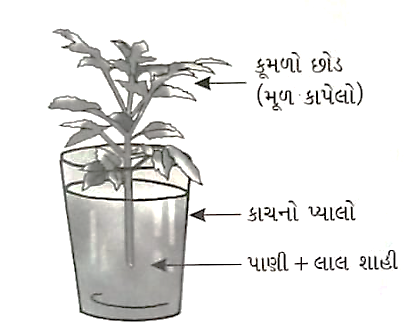 કૂમળો છોડ
(મૂળ કાપેલો)
કાચનો પ્યાલો
પાણી + લાલ શાહી